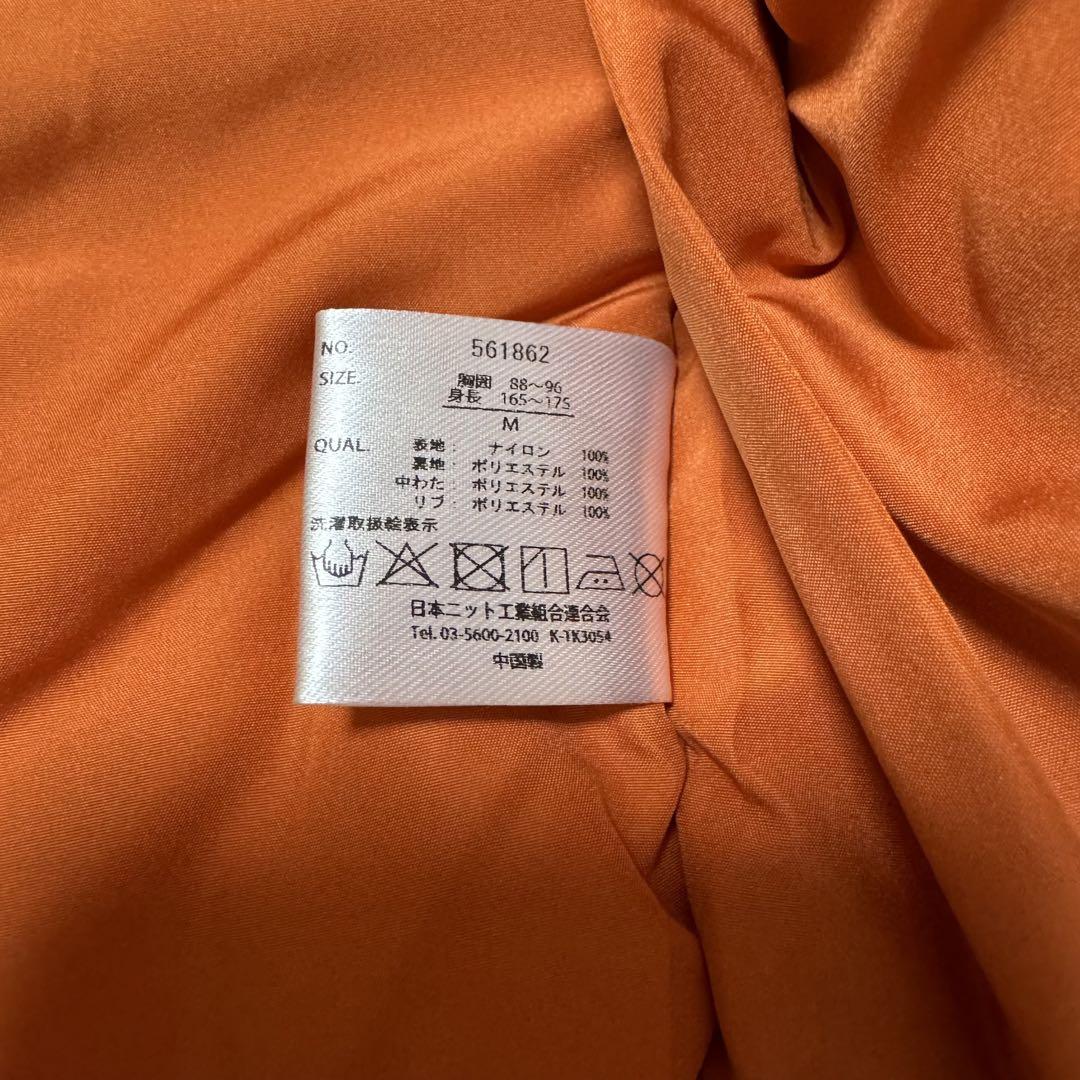 NO. 561862
SIZE. 胸囲 88～96
身長 165～175
M
QUAL. 表地： ナイロン 100%
裏地： ポリエステル 100%
中わた： ポリエステル 100%
リブ： ポリエステル 100%
洗濯取扱絵表示
日本ニット工業組合連合会
Tel. 03-5600-2100 K-TK3054
中国製